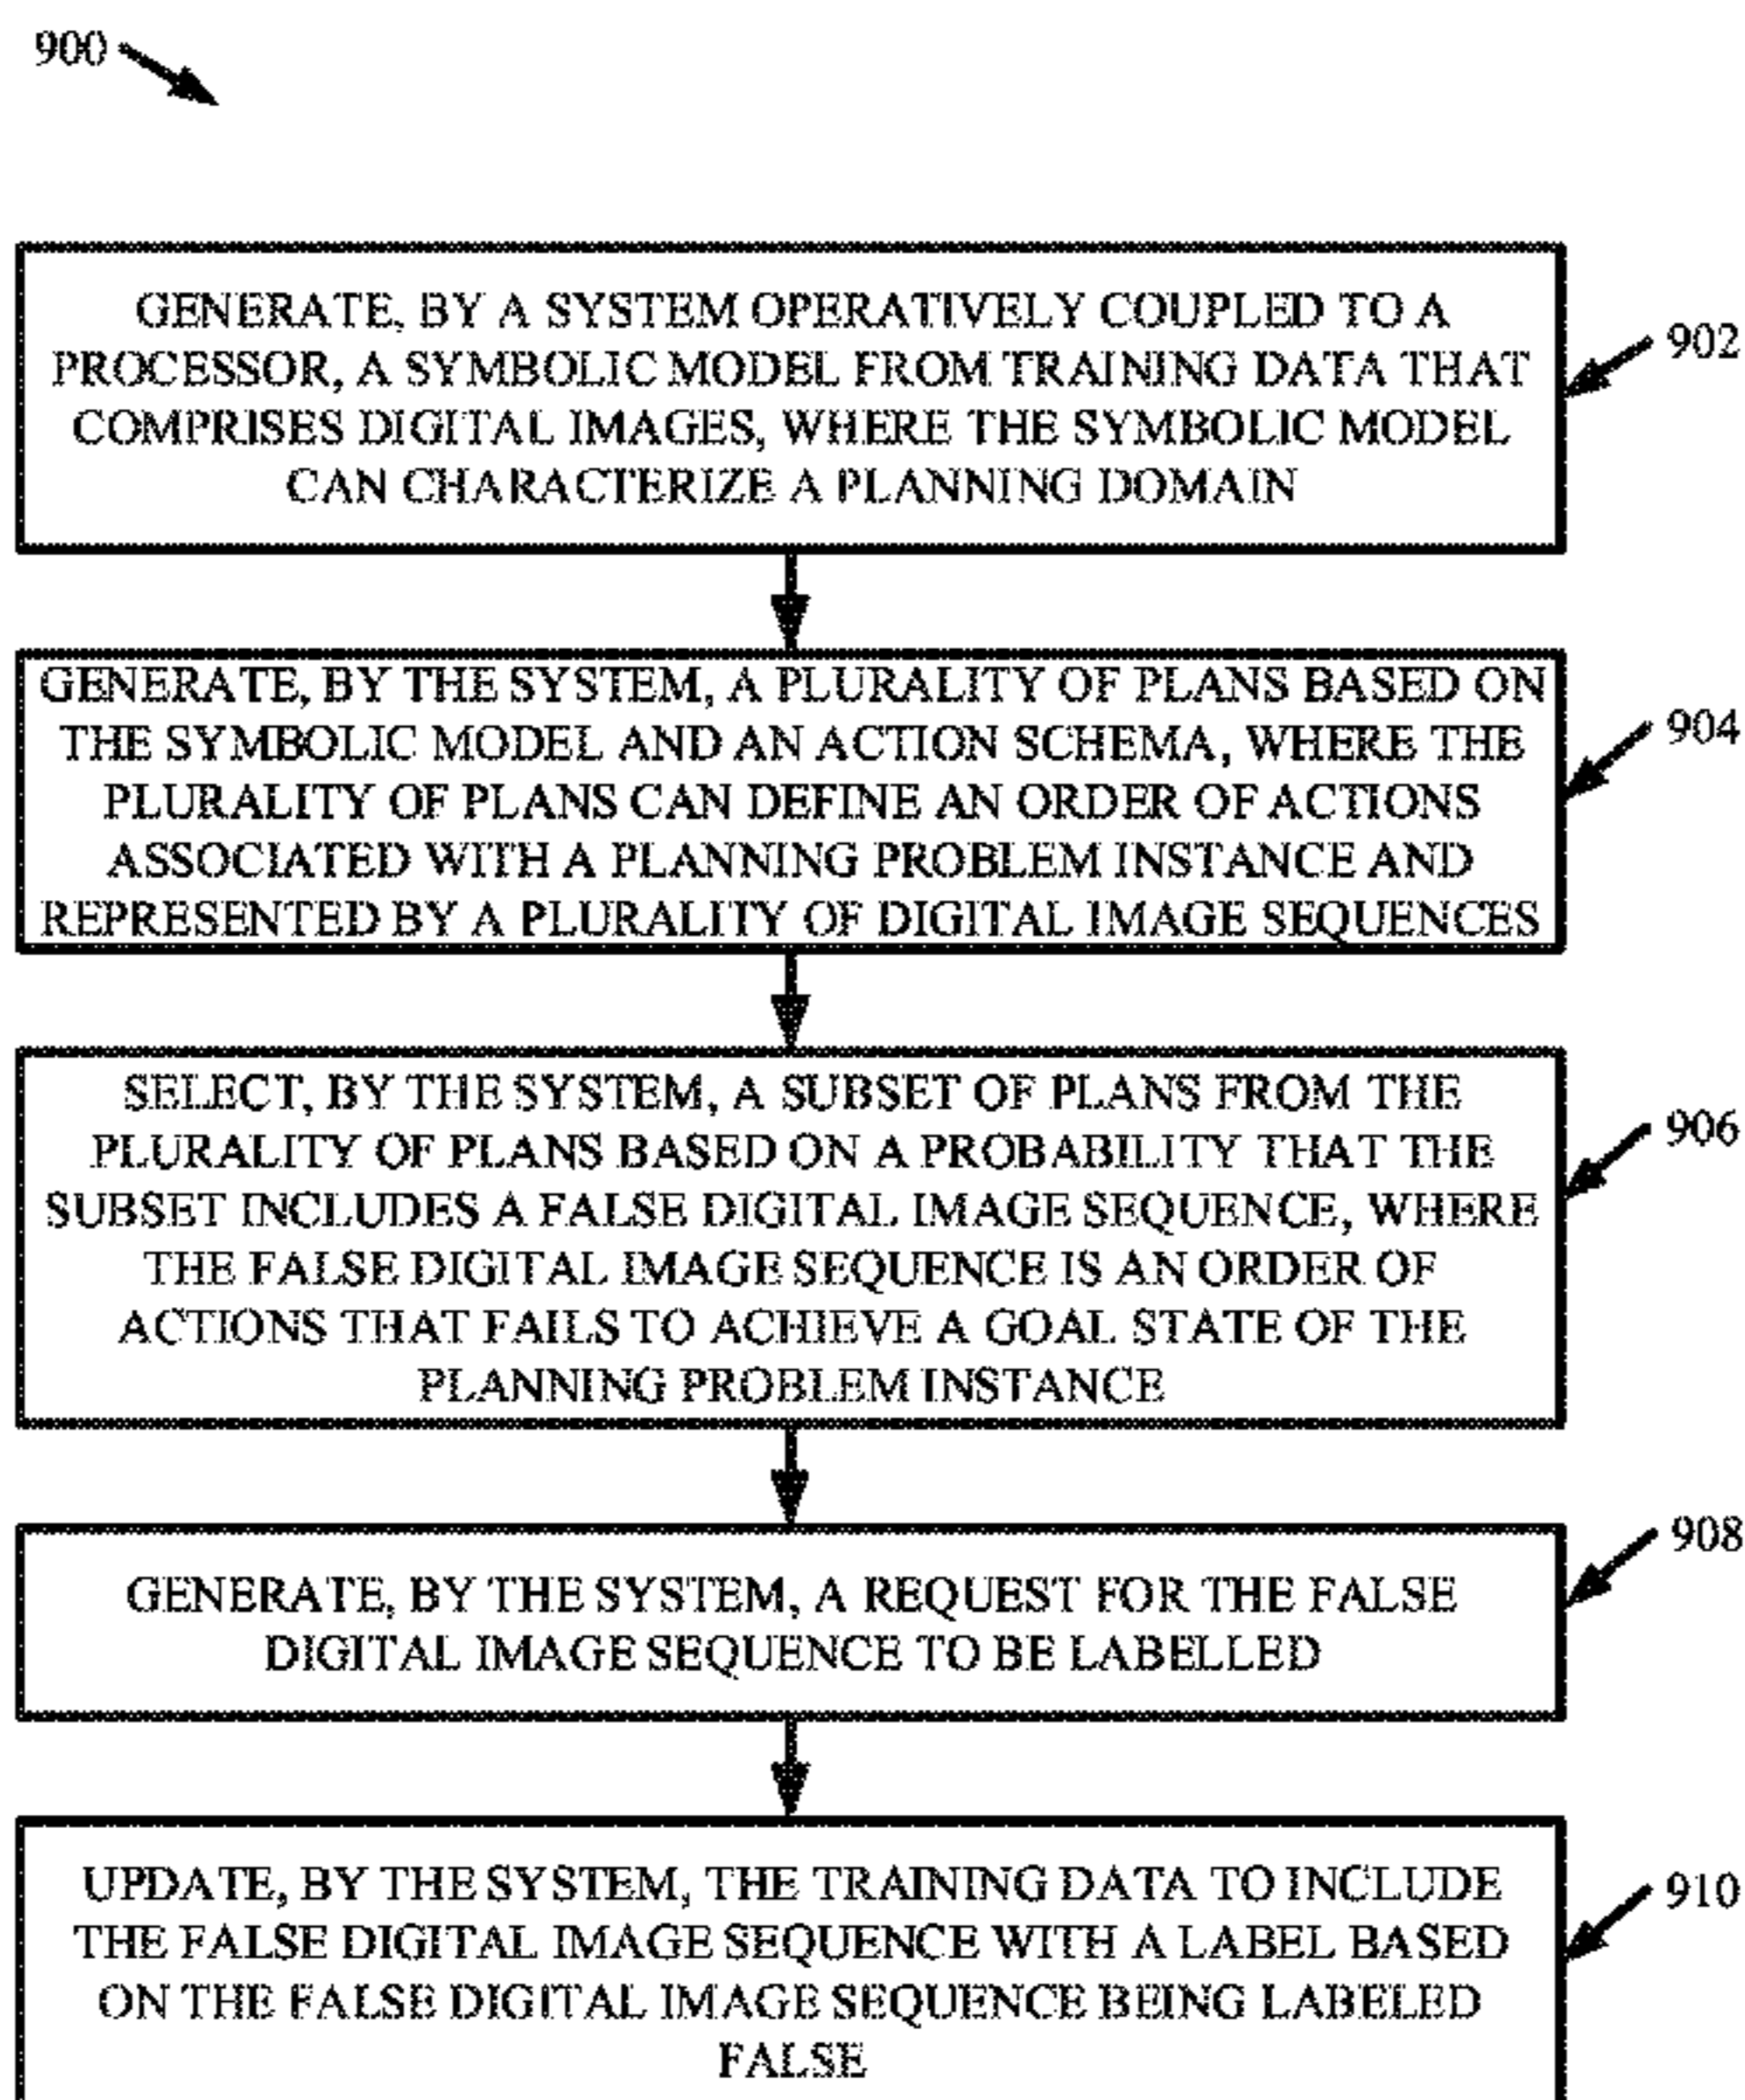 900
GENERATE, BY A SYSTEM OPERATIVELY COUPLED TO A
PROCESSOR, A SYMBOLIC MODEL FROM TRAINING DATA THAT
COMPRISES DIGITAL IMAGES, WHERE THE SYMBOLIC MODEL
CAN CHARACTERIZE A PLANNING DOMAIN
902
GENERATE, BY THE SYSTEM, A PLURALITY OF PLANS BASED ON
THE SYMBOLIC MODEL AND AN ACTION SCHEMA, WHERE THE
PLURALITY OF PLANS CAN DEFINE AN ORDER OF ACTIONS
ASSOCIATED WITH A PLANNING PROBLEM INSTANCE AND
REPRESENTED BY A PLURALITY OF DIGITAL IMAGE SEQUENCES
904
SELECT, BY THE SYSTEM, A SUBSET OF PLANS FROM THE
PLURALITY OF PLANS BASED ON A PROBABILITY THAT THE
SUBSET INCLUDES A FALSE DIGITAL IMAGE SEQUENCE, WHERE
THE FALSE DIGITAL IMAGE SEQUENCE IS AN ORDER OF
ACTIONS THAT FAILS TO ACHIEVE A GOAL STATE OF THE
PLANNING PROBLEM INSTANCE
906
GENERATE, BY THE SYSTEM, A REQUEST FOR THE FALSE
DIGITAL IMAGE SEQUENCE TO BE LABELLED
908
UPDATE, BY THE SYSTEM, THE TRAINING DATA TO INCLUDE
THE FALSE DIGITAL IMAGE SEQUENCE WITH A LABEL BASED
ON THE FALSE DIGITAL IMAGE SEQUENCE BEING LABELED
FALSE
910